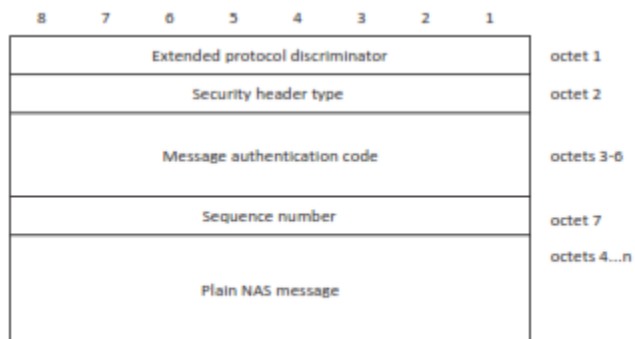 8 7 6 5 4 3 2 1
Extended protocol discriminator octet 1
Security header type octet 2
Message authentication code octets 3-6
Sequence number octet 7
octets 4...n
Plain NAS message